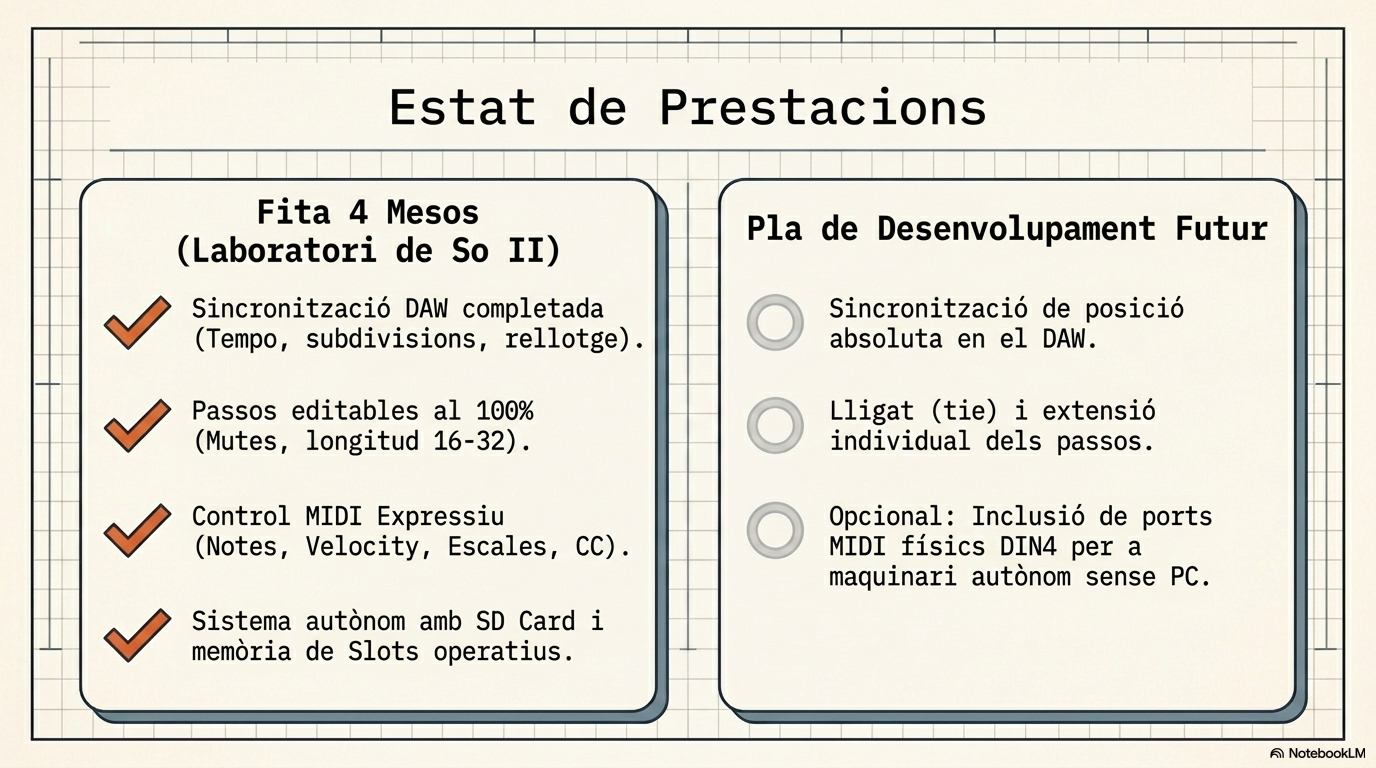 Estat de Prestacions
Fita 4 Mesos
(Laboratori de So II)
Sincronització DAW completada
(Tempo, subdivisions, rellotge).
Passos editables al 100%
(Mutes, longitud 16-32).
Control MIDI Expressiu
(Notes, Velocity, Escales, CC).
Sistema autònom amb SD Card i
memòria de Slots operatius.
Pla de Desenvolupament Futur
Sincronització de posició
absoluta en el DAW.
Lligat (tie) i extensió
individual dels passos.
Opcional: Inclusió de ports
MIDI físics DIN4 per a
maquinari autònom sense PC.
NotebookLM